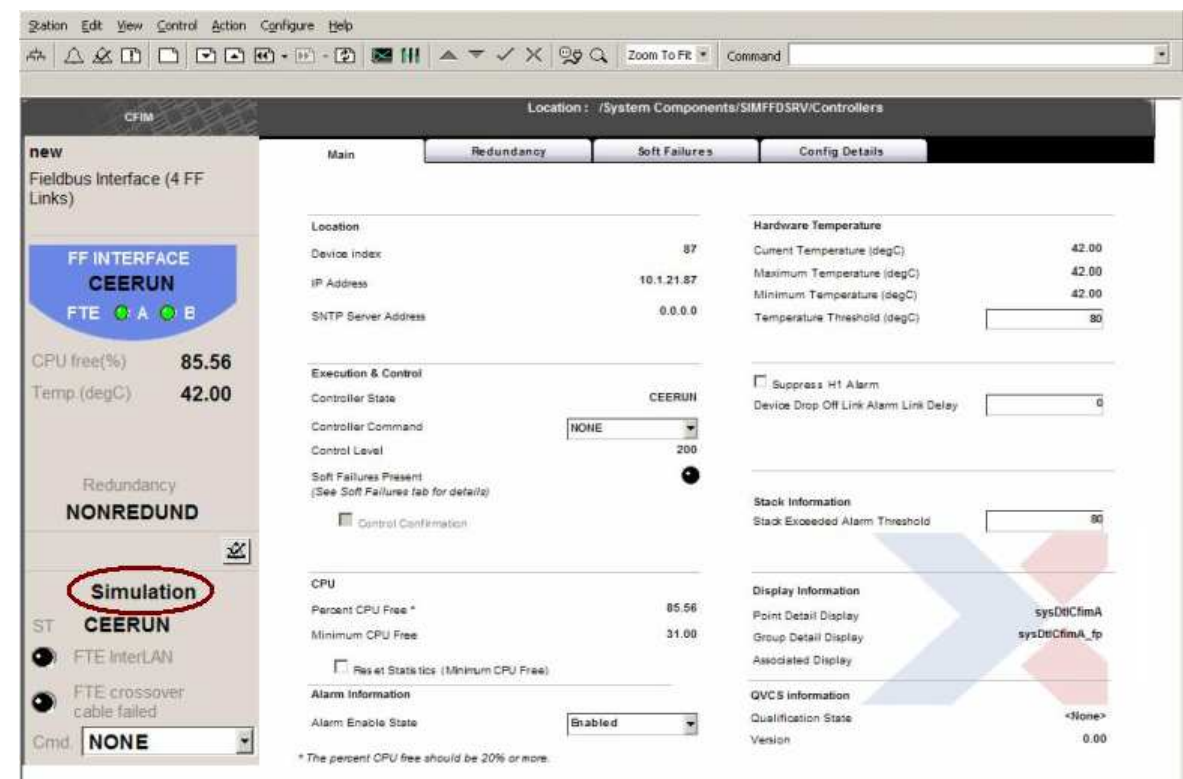 Station Edit View Control Action Configure Help
Zoom To Fit Command
CFIM
Location : /System Components/SIMFFDSRV/Controllers
Main Redundancy Soft Failures Config Details
new
Fieldbus Interface (4 FF
Links)
FF INTERFACE
CEERUN
FTE A B
CPU free(%) 85.56
Temp.(degC) 42.00
Redundancy
NONREDUND
Simulation
ST CEERUN
FTE InterLAN
FTE crossover
cable failed
Cmd: NONE
Location
Device index 87
IP Address 10.1.21.87
SNTP Server Address 0.0.0.0
Execution & Control
Controller State CEERUN
Controller Command NONE
Control Level 200
Soft Failures Present
(See Soft Failures tab for details)
Control Confirmation
CPU
Percent CPU Free * 85.56
Minimum CPU Free 31.00
Reset Statistics (Minimum CPU Free)
Alarm Information
Alarm Enable State Enabled
* The percent CPU free should be 20% or more.
Hardware Temperature
Current Temperature (degC) 42.00
Maximum Temperature (degC) 42.00
Minimum Temperature (degC) 42.00
Temperature Threshold (degC) 80
Suppress H1 Alarm
Device Drop Off Link Alarm Link Delay 0
Stack Information
Stack Exceeded Alarm Threshold 80
Display Information
Point Detail Display sysDtlCfimA
Group Detail Display sysDtlCfimA_fp
Associated Display
QVCS information
Qualification State <None>
Version 0.00